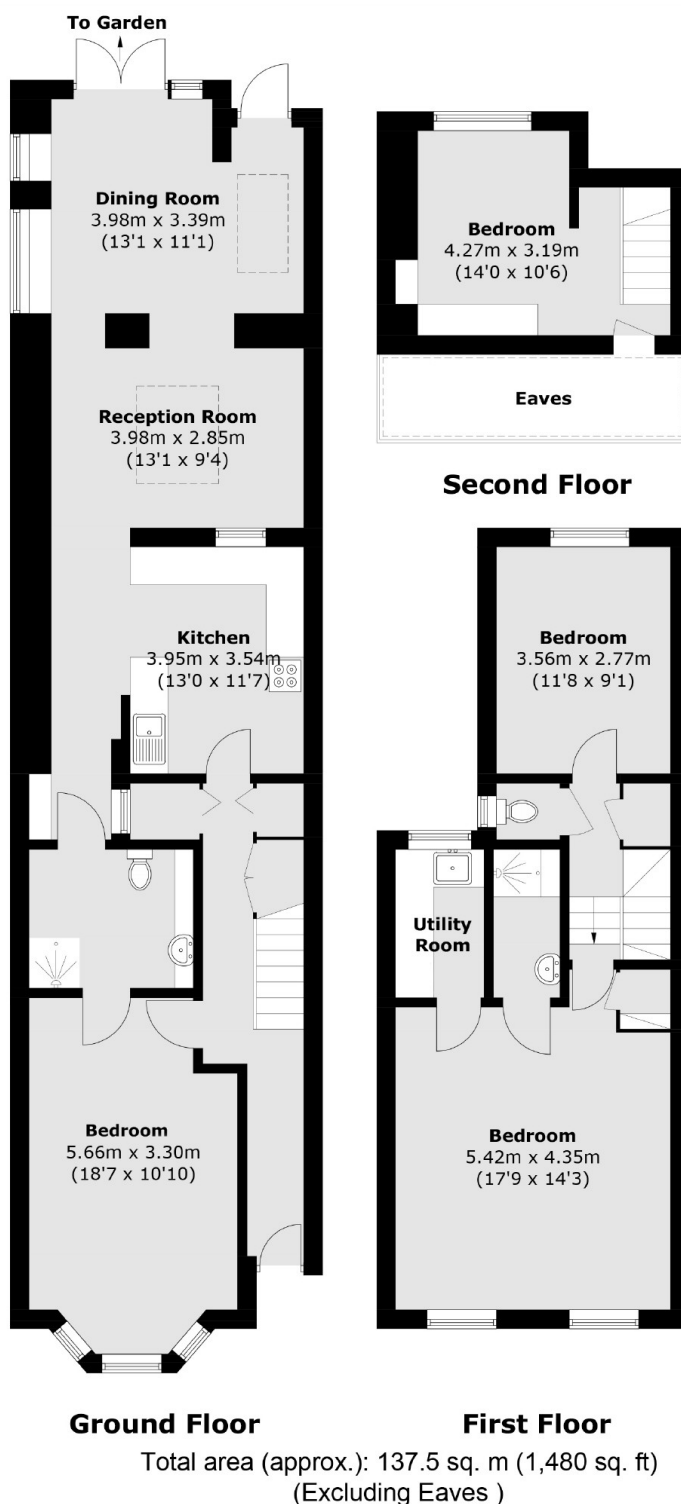 To Garden
Dining Room
3.98m x 3.39m
(13'1 x 11'1)
Reception Room
3.98m x 2.85m
(13'1 x 9'4)
Kitchen
3.95m x 3.54m
(13'0 x 11'7)
Bedroom
5.66m x 3.30m
(18'7 x 10'10)
Ground Floor
Bedroom
4.27m x 3.19m
(14'0 x 10'6)
Eaves
Second Floor
Bedroom
3.56m x 2.77m
(11'8 x 9'1)
Utility
Room
Bedroom
5.42m x 4.35m
(17'9 x 14'3)
First Floor
Total area (approx.): 137.5 sq. m (1,480 sq. ft)
(Excluding Eaves )